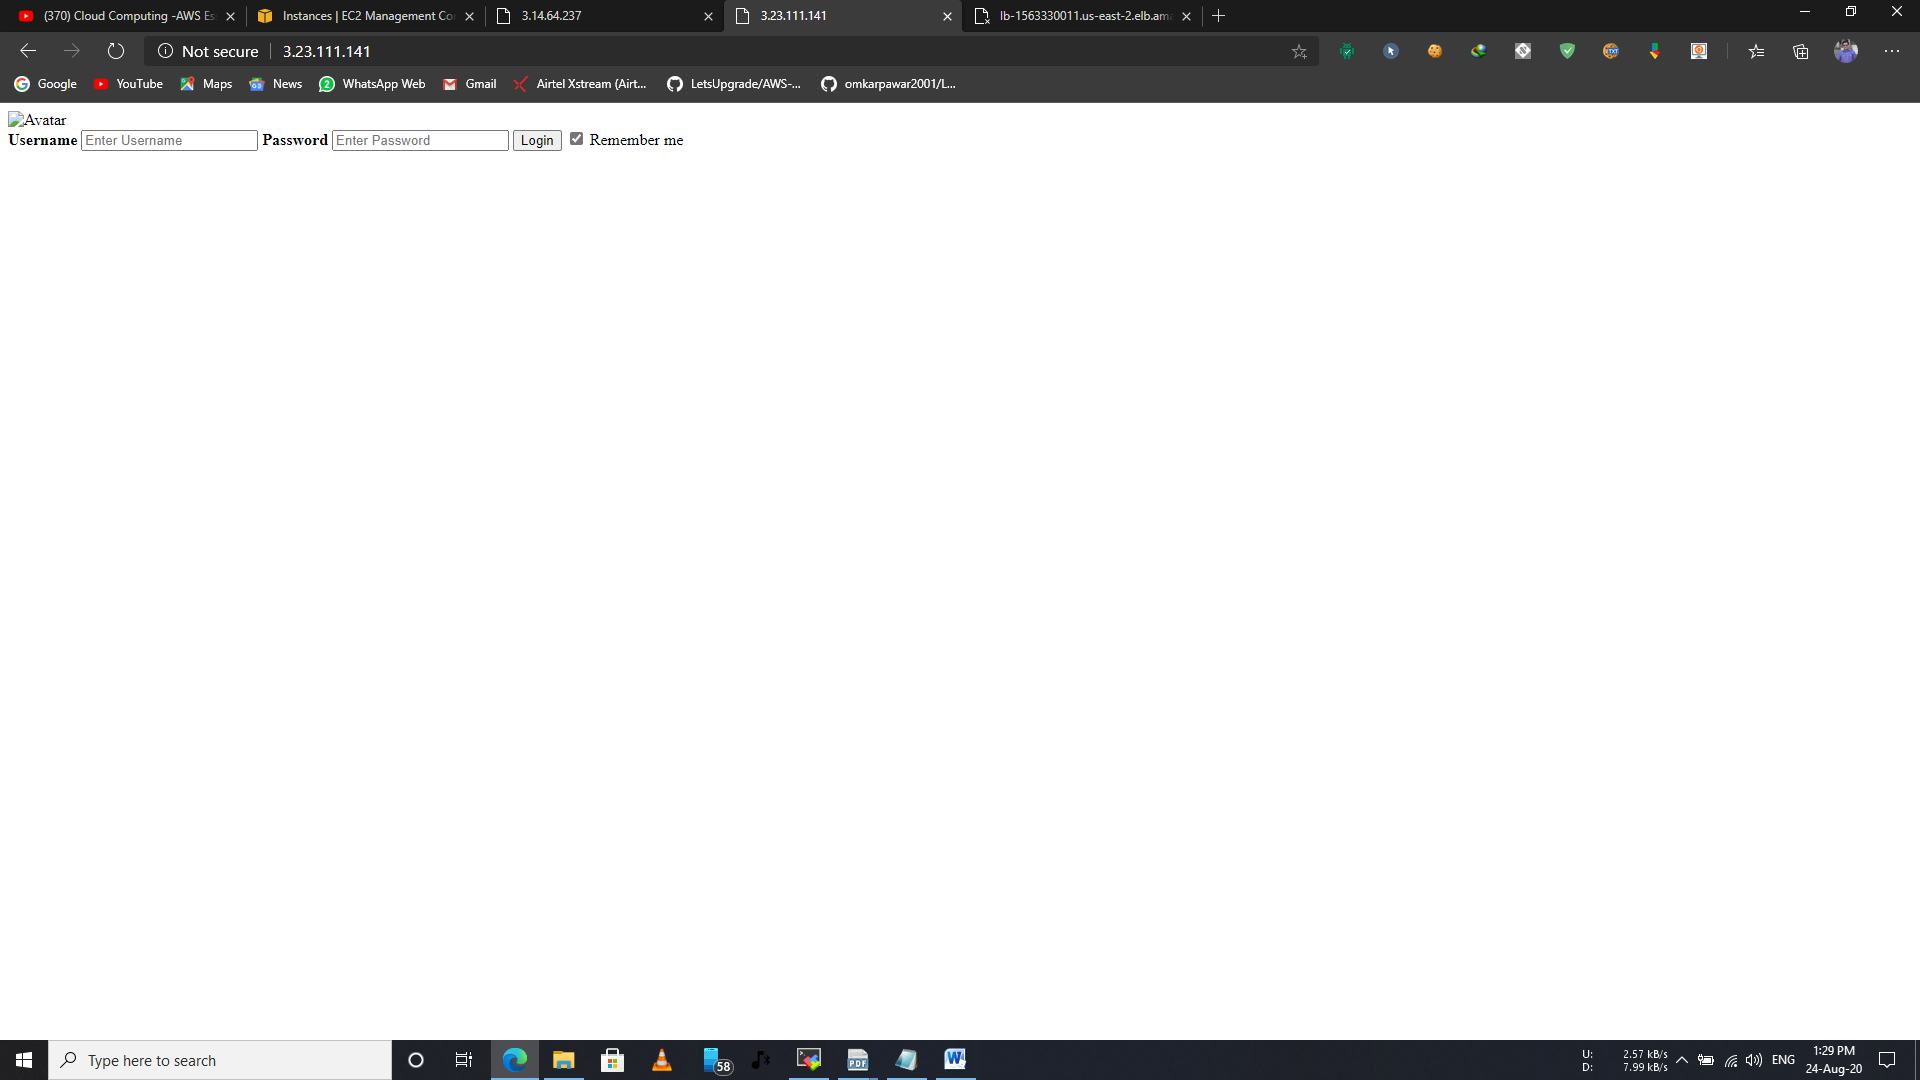 (370) Cloud Computing -AWS Es
Instances | EC2 Management Co
3.14.64.237
3.23.111.141
lb-1563330011.us-east-2.elb.ama
Not secure
3.23.111.141
Google
YouTube
Maps
News
WhatsApp Web
Gmail
Airtel Xstream (Airt...
LetsUpgrade/AWS-...
omkarpawar2001/L...
Avatar
Username Enter Username Password Enter Password Login Remember me
Type here to search
58
PDF
U: 2.57 kB/s
D: 7.99 kB/s
ENG
1:29 PM
24-Aug-20